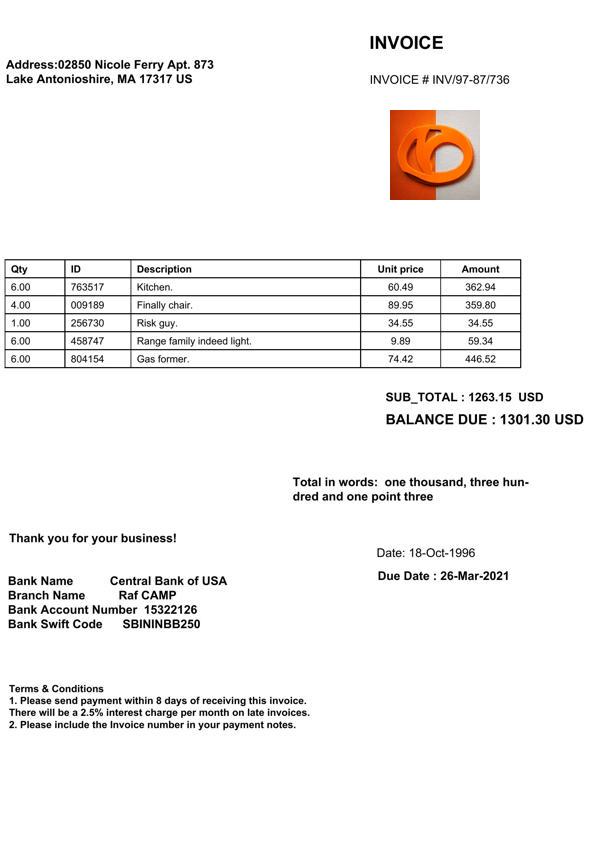 INVOICE
Address:02850 Nicole Ferry Apt. 873
Lake Antonioshire, MA 17317 US
INVOICE # INV/97-87/736
Qty ID Description Unit price Amount
6.00 763517 Kitchen. 60.49 362.94
4.00 009189 Finally chair. 89.95 359.80
1.00 256730 Risk guy. 34.55 34.55
6.00 458747 Range family indeed light. 9.89 59.34
6.00 804154 Gas former. 74.42 446.52
SUB_TOTAL : 1263.15 USD
BALANCE DUE : 1301.30 USD
Total in words: one thousand, three hun-
dred and one point three
Thank you for your business!
Date: 18-Oct-1996
Due Date : 26-Mar-2021
Bank Name Central Bank of USA
Branch Name Raf CAMP
Bank Account Number 15322126
Bank Swift Code SBININBB250
Terms & Conditions
1. Please send payment within 8 days of receiving this invoice.
There will be a 2.5% interest charge per month on late invoices.
2. Please include the Invoice number in your payment notes.